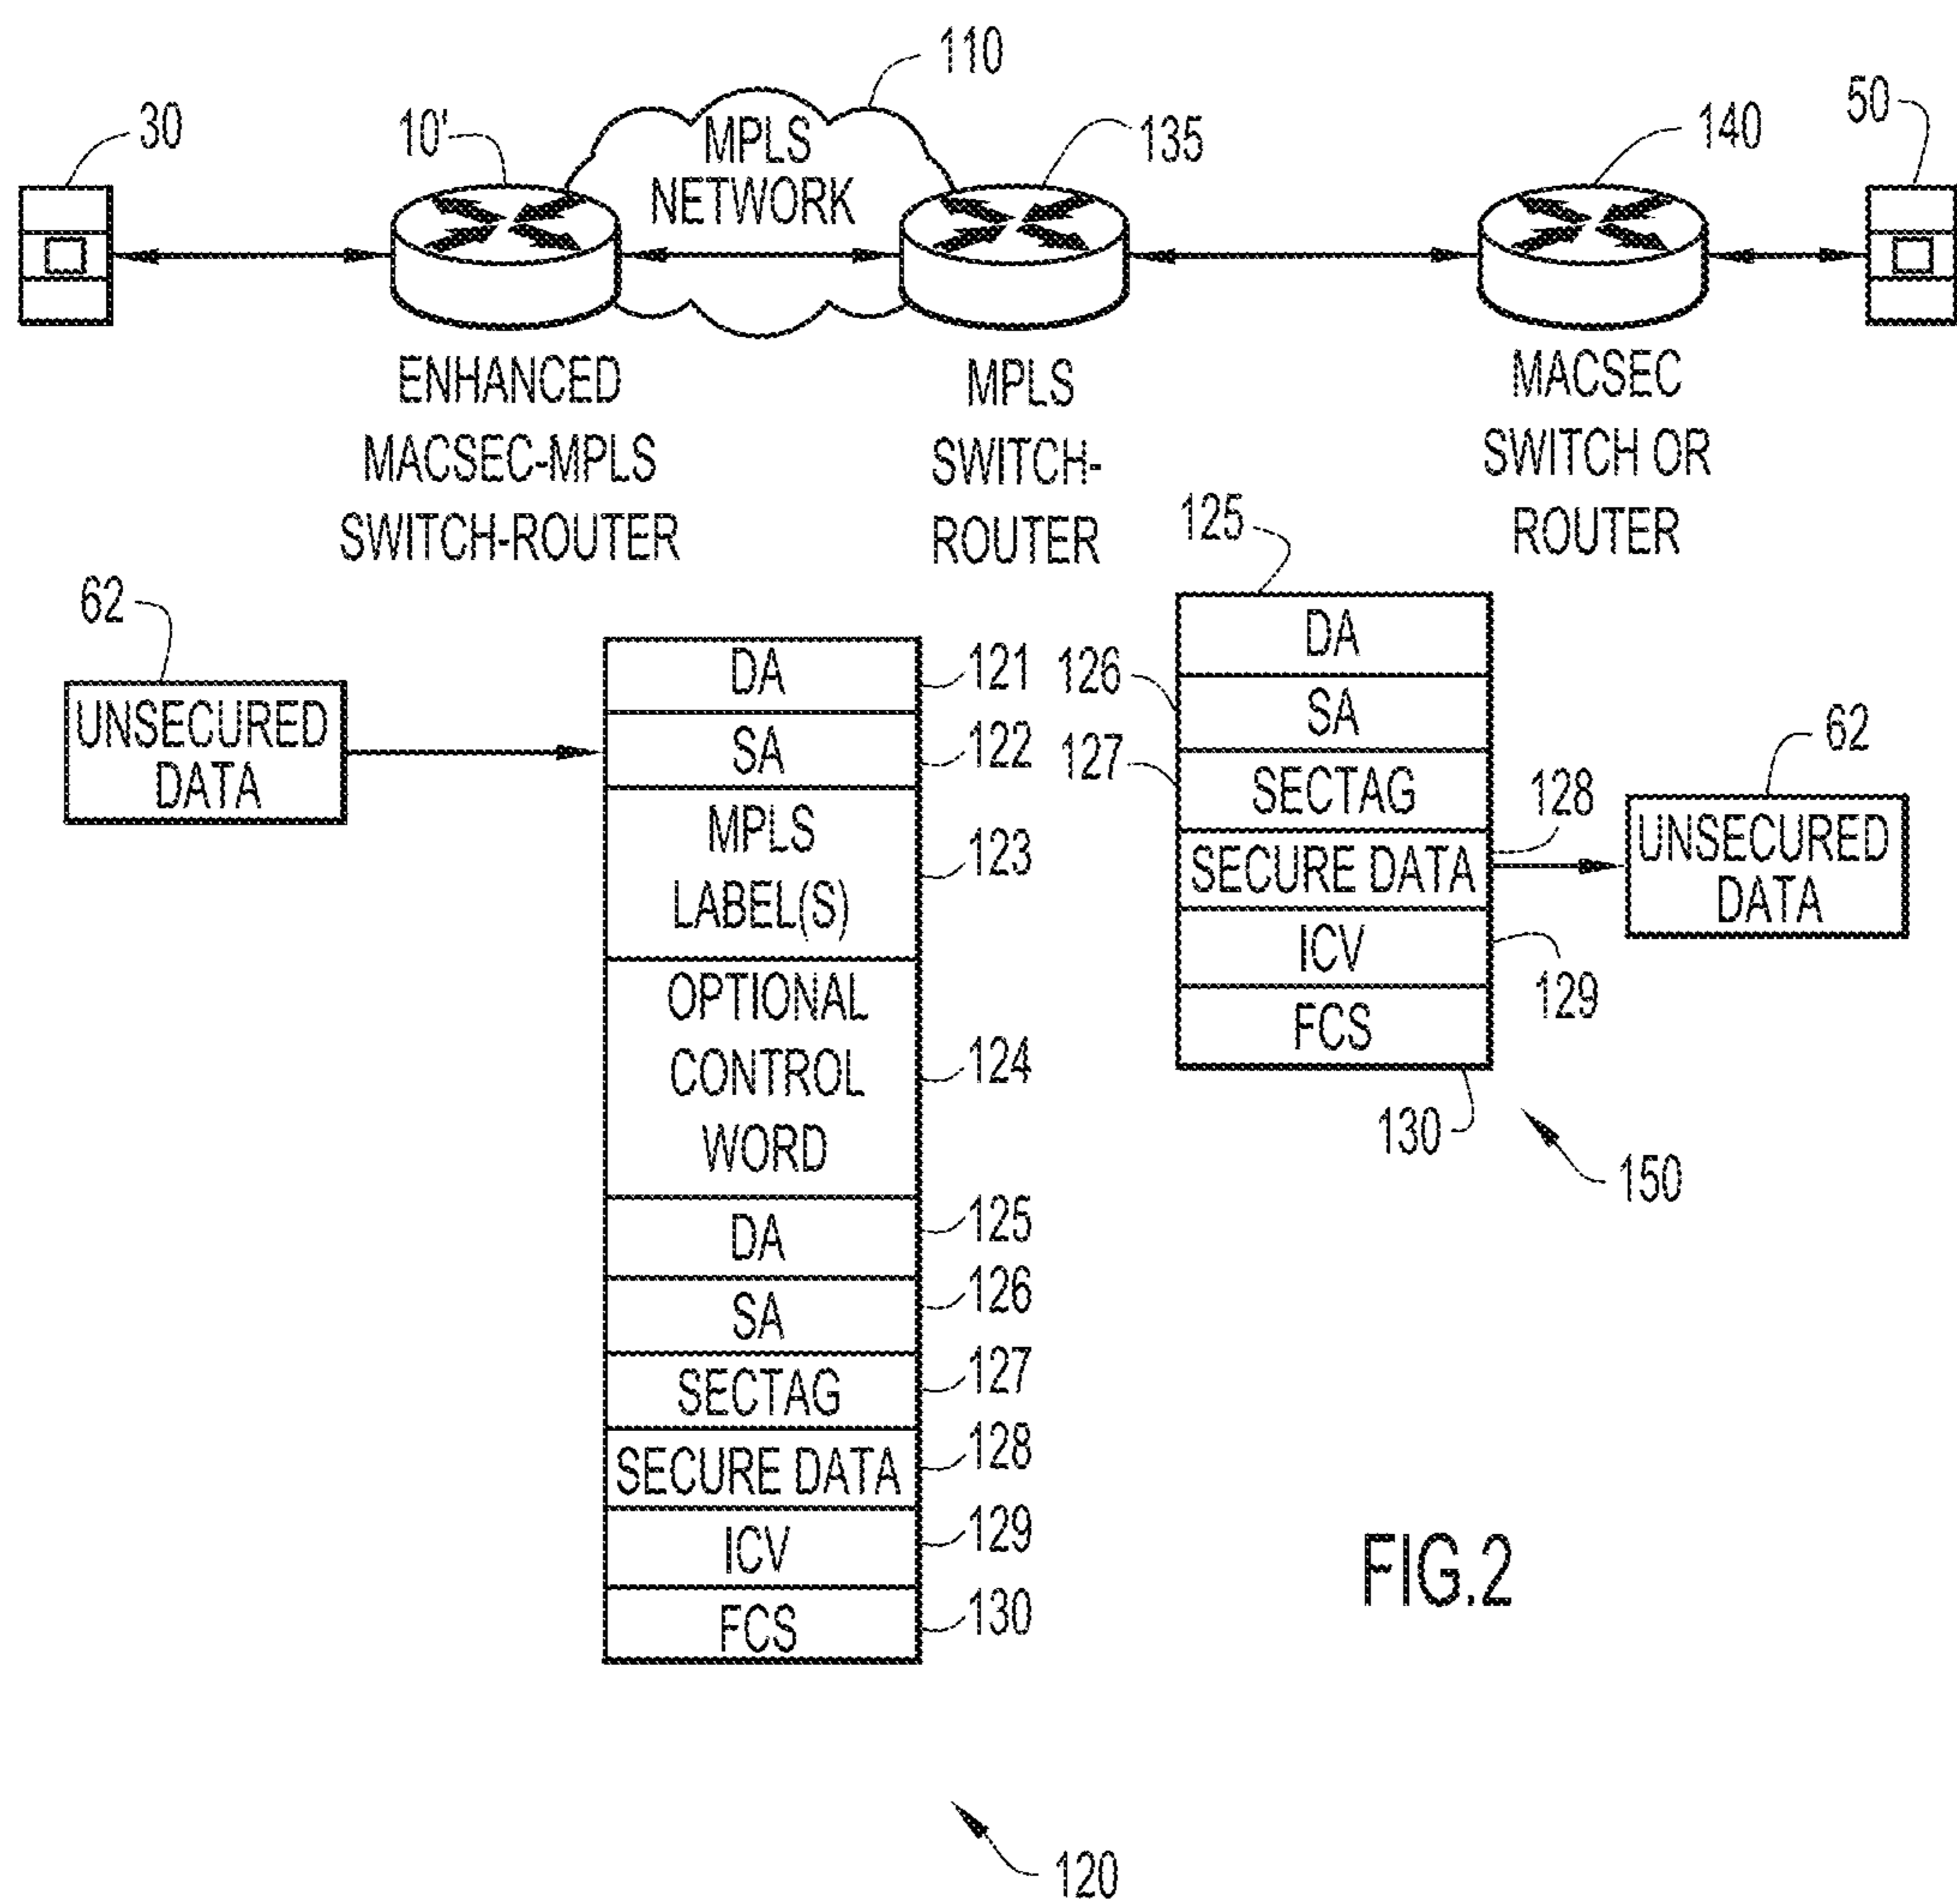 110
30
10'
MPLS
NETWORK
135
140
50
ENHANCED
MACSEC-MPLS
SWITCH-ROUTER
MPLS
SWITCH-
ROUTER
MACSEC
SWITCH OR
ROUTER
62
UNSECURED
DATA
DA
121
SA
122
MPLS
LABEL(S)
123
OPTIONAL
CONTROL
WORD
124
DA
125
SA
126
SECTAG
127
SECURE DATA
128
ICV
129
FCS
130
120
125
DA
126
SA
127
SECTAG
SECURE DATA
128
ICV
129
FCS
130
150
62
UNSECURED
DATA
FIG.2